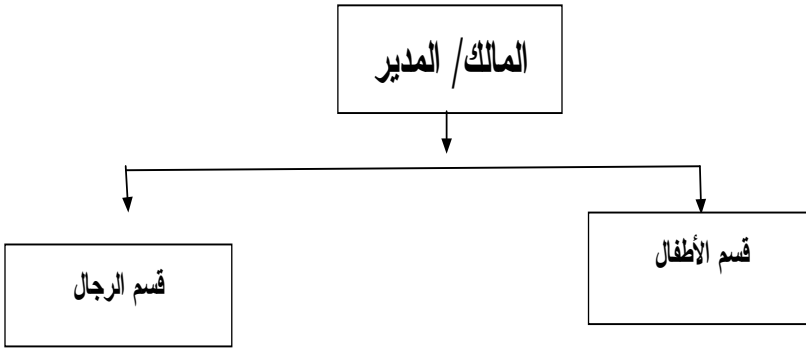 المالك/ المدير
قسم الأطفال
قسم الرجال